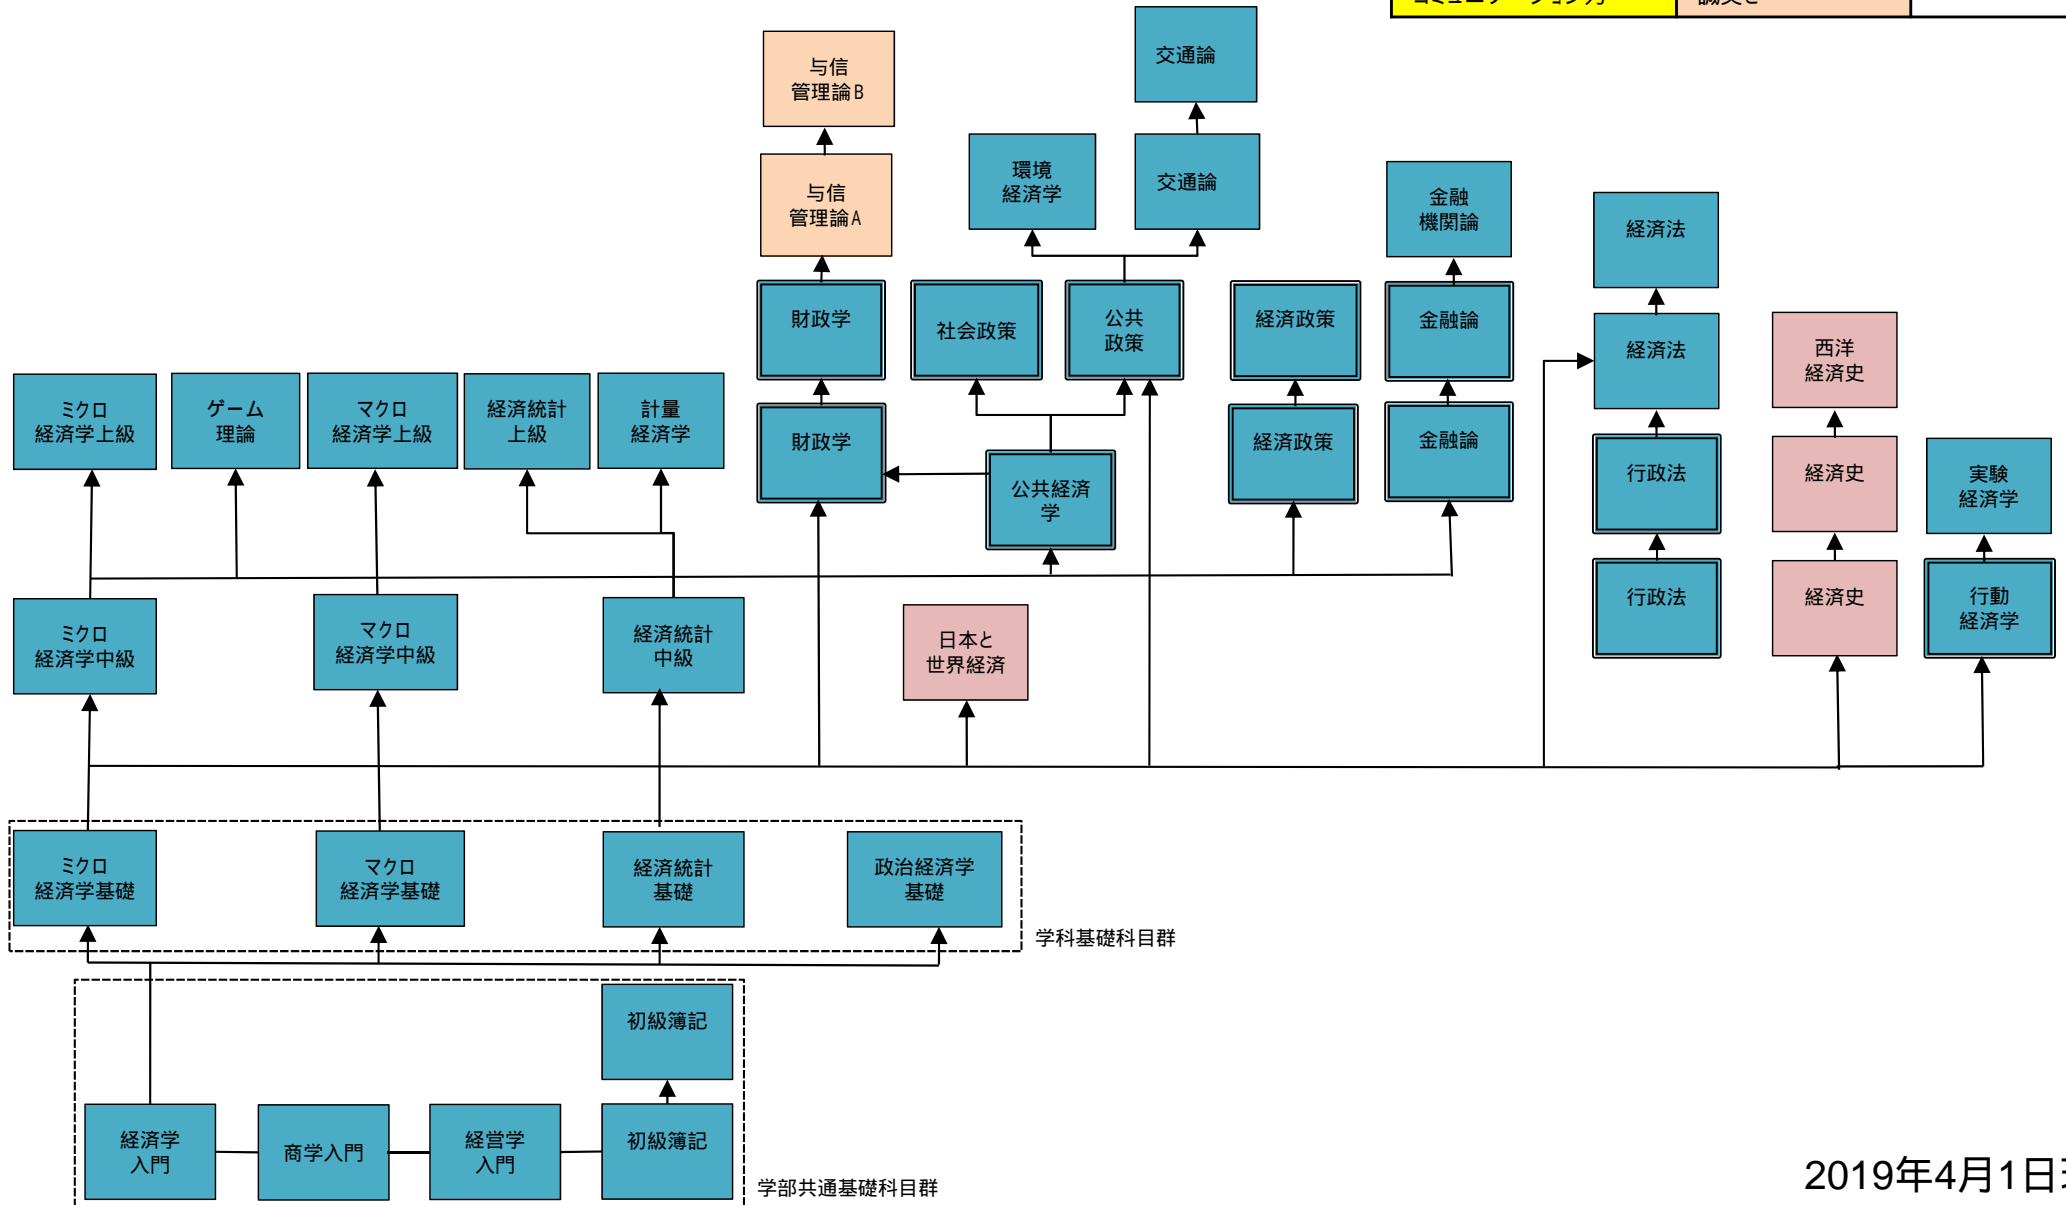 与信
管理論B
交通論
与信
管理論A
環境
経済学
交通論
金融
機関論
経済法
財政学
社会政策
公共
政策
経済政策
金融論
経済法
西洋
経済史
ミクロ
経済学上級
ゲーム
理論
マクロ
経済学上級
経済統計
上級
計量
経済学
財政学
公共経済
学
経済政策
金融論
行政法
経済史
実験
経済学
ミクロ
経済学中級
マクロ
経済学中級
経済統計
中級
日本と
世界経済
行政法
経済史
行動
経済学
ミクロ
経済学基礎
マクロ
経済学基礎
経済統計
基礎
政治経済学
基礎
学科基礎科目群
初級簿記
経済学
入門
商学入門
経営学
入門
初級簿記
学部共通基礎科目群
2019年4月1日